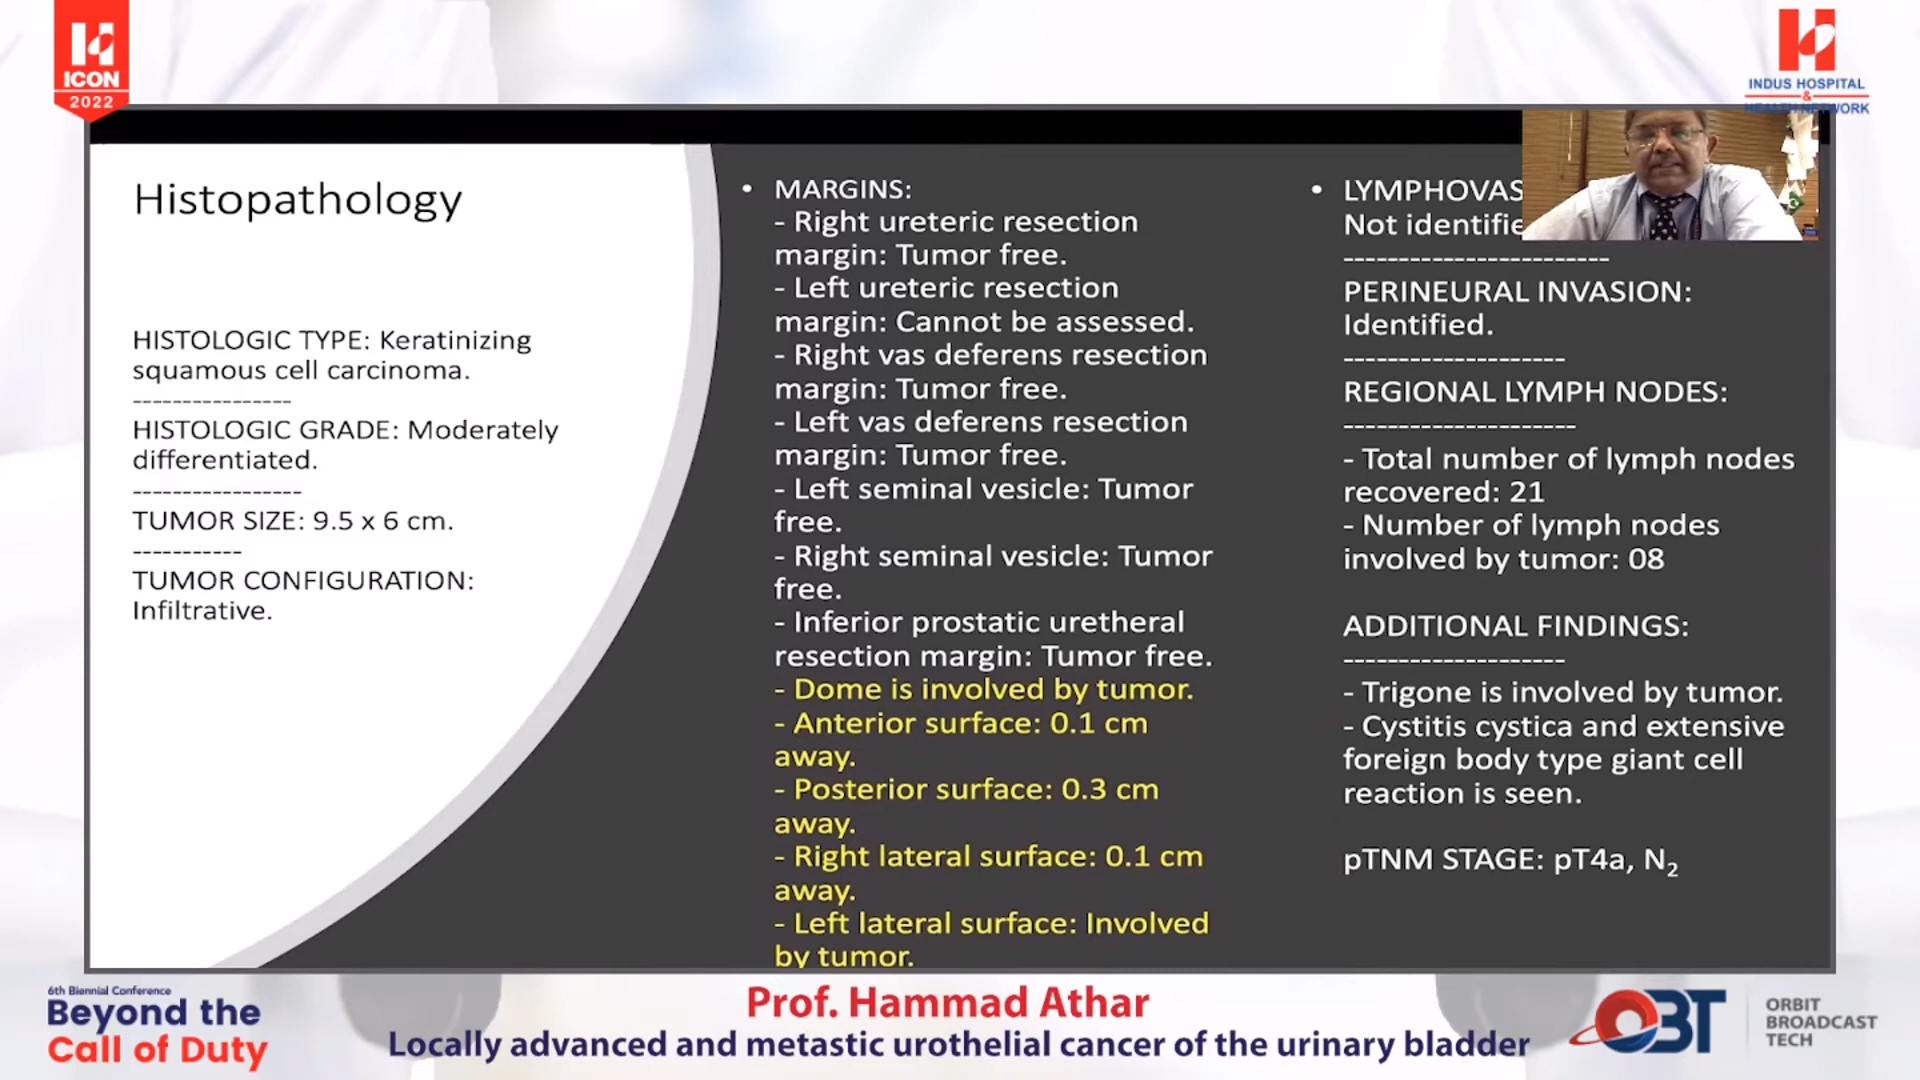 ICON
2022
INDUS HOSPITAL
&
HEALTH NETWORK
Histopathology
HISTOLOGIC TYPE: Keratinizing
squamous cell carcinoma.
----------------
HISTOLOGIC GRADE: Moderately
differentiated.
-----------------
TUMOR SIZE: 9.5 x 6 cm.
-----------
TUMOR CONFIGURATION:
Infiltrative.
• MARGINS:
- Right ureteric resection
margin: Tumor free.
- Left ureteric resection
margin: Cannot be assessed.
- Right vas deferens resection
margin: Tumor free.
- Left vas deferens resection
margin: Tumor free.
- Left seminal vesicle: Tumor
free.
- Right seminal vesicle: Tumor
free.
- Inferior prostatic uretheral
resection margin: Tumor free.
- Dome is involved by tumor.
- Anterior surface: 0.1 cm
away.
- Posterior surface: 0.3 cm
away.
- Right lateral surface: 0.1 cm
away.
- Left lateral surface: Involved
by tumor.
• LYMPHOVAS
Not identifie
------------------------
PERINEURAL INVASION:
Identified.
--------------------
REGIONAL LYMPH NODES:
---------------------
- Total number of lymph nodes
recovered: 21
- Number of lymph nodes
involved by tumor: 08
ADDITIONAL FINDINGS:
--------------------
- Trigone is involved by tumor.
- Cystitis cystica and extensive
foreign body type giant cell
reaction is seen.
pTNM STAGE: pT4a, N₂
6th Biennial Conference
Beyond the
Call of Duty
Prof. Hammad Athar
Locally advanced and metastic urothelial cancer of the urinary bladder
OBT
ORBIT
BROADCAST
TECH